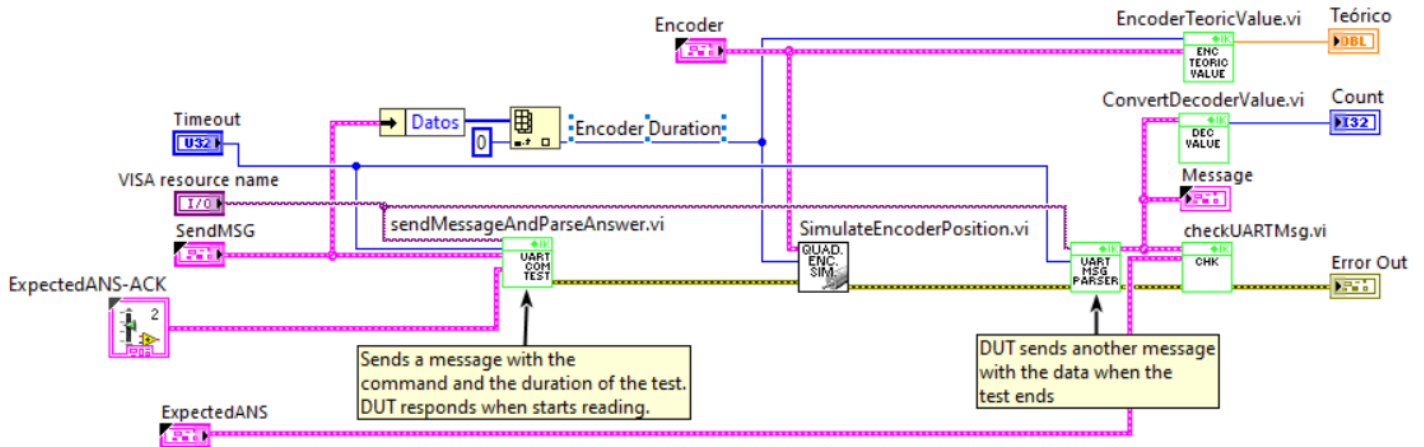 EncoderTeoricValue.vi
Teórico
Encoder
ENC
TEORIC
VALUE
DBL
ConvertDecoderValue.vi
Count
Timeout
Datos
Encoder Duration
U32
0
DEC
VALUE
I32
VISA resource name
Message
I/O
sendMessageAndParseAnswer.vi
SendMSG
SimulateEncoderPosition.vi
checkUARTMsg.vi
UART
COM
TEST
QUAD.
ENC.
SIM.
UART
MSG
PARSER
CHK
Error Out
ExpectedANS-ACK
2
Sends a message with the
command and the duration of the test.
DUT responds when starts reading.
DUT sends another message
with the data when the
test ends
ExpectedANS